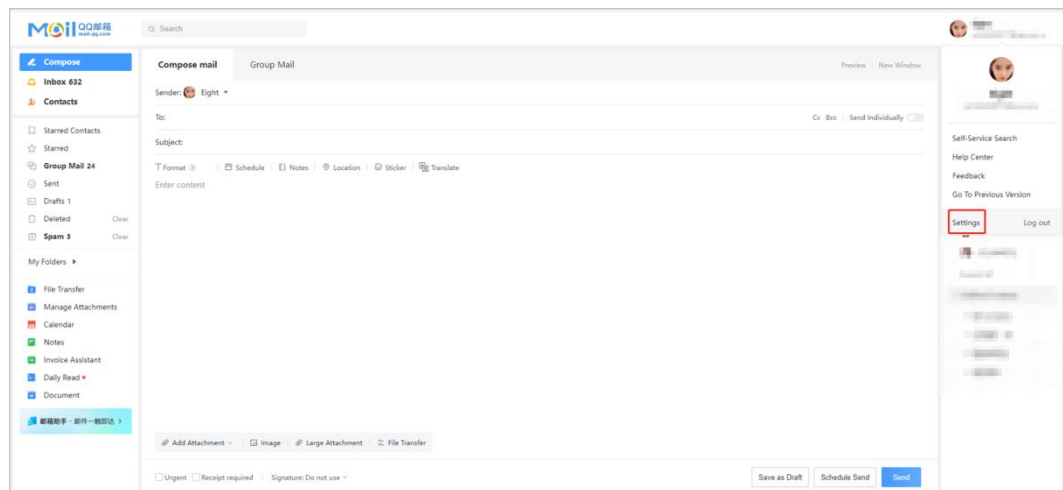 Mail QQ邮箱
mail.qq.com
Search
Compose
Inbox 632
Contacts
Starred Contacts
Starred
Group Mail 24
Sent
Drafts 1
Deleted Clear
Spam 3 Clear
My Folders
File Transfer
Manage Attachments
Calendar
Notes
Invoice Assistant
Daily Read
Document
邮箱助手 · 邮件一触即达 >
Compose mail Group Mail Preview New Window
Sender: Eight
To: Cc Bcc Send Individually
Subject:
Format Schedule Notes Location Sticker Translate
Enter content
Add Attachment Image Large Attachment File Transfer
Urgent Receipt required Signature: Do not use
Save as Draft Schedule Send Send
Self-Service Search
Help Center
Feedback
Go To Previous Version
Settings Log out